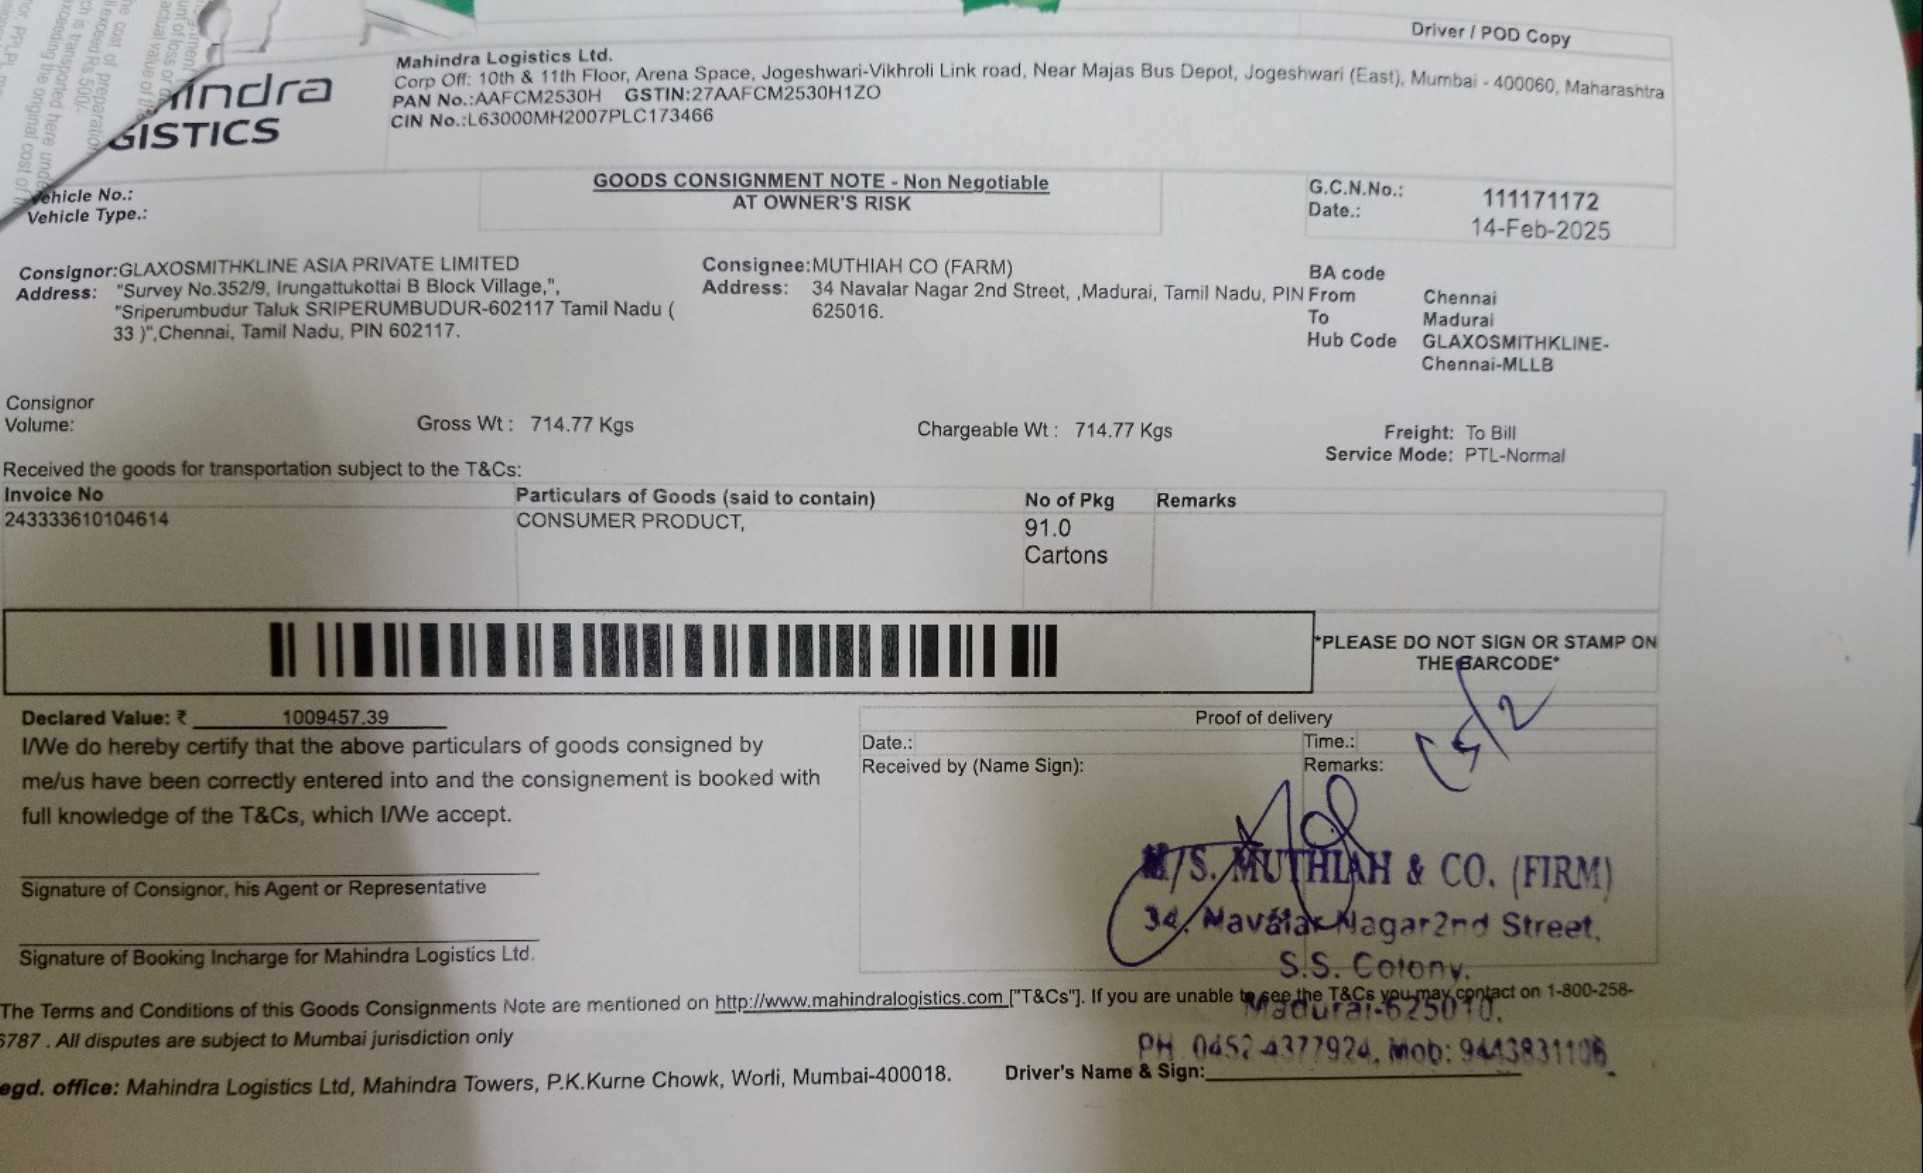 Driver / POD Copy
indra
GISTICS
Mahindra Logistics Ltd.
Corp Off: 10th & 11th Floor, Arena Space, Jogeshwari-Vikhroli Link road, Near Majas Bus Depot, Jogeshwari (East), Mumbai - 400060, Maharashtra
PAN No.:AAFCM2530H GSTIN:27AAFCM2530H1ZO
CIN No.:L63000MH2007PLC173466
Vehicle No.:
Vehicle Type.:
GOODS CONSIGNMENT NOTE - Non Negotiable
AT OWNER'S RISK
G.C.N.No.: 111171172
Date.: 14-Feb-2025
Consignor:GLAXOSMITHKLINE ASIA PRIVATE LIMITED
Address: "Survey No.352/9, Irungattukottai B Block Village,",
"Sriperumbudur Taluk SRIPERUMBUDUR-602117 Tamil Nadu (
33 )",Chennai, Tamil Nadu, PIN 602117.
Consignee:MUTHIAH CO (FARM)
Address: 34 Navalar Nagar 2nd Street, ,Madurai, Tamil Nadu, PIN
625016.
BA code
From Chennai
To Madurai
Hub Code GLAXOSMITHKLINE-
Chennai-MLLB
Consignor
Volume:
Gross Wt : 714.77 Kgs
Chargeable Wt : 714.77 Kgs
Freight: To Bill
Service Mode: PTL-Normal
Received the goods for transportation subject to the T&Cs:
Invoice No Particulars of Goods (said to contain) No of Pkg Remarks
243333610104614 CONSUMER PRODUCT, 91.0
Cartons
*PLEASE DO NOT SIGN OR STAMP ON
THE BARCODE*
Declared Value: ₹ 1009457.39
I/We do hereby certify that the above particulars of goods consigned by
me/us have been correctly entered into and the consignement is booked with
full knowledge of the T&Cs, which I/We accept.
Signature of Consignor, his Agent or Representative
Signature of Booking Incharge for Mahindra Logistics Ltd.
Proof of delivery
Date.: Time.:
Received by (Name Sign): Remarks:
M/S. MUTHIAH & CO. (FIRM)
34, Navalar Nagar 2nd Street,
S.S. Colony,
Madurai-625010.
PH 0452 4377924, Mob: 9443831106
The Terms and Conditions of this Goods Consignments Note are mentioned on http://www.mahindralogistics.com ["T&Cs"]. If you are unable to see the T&Cs you may contact on 1-800-258-
6787 . All disputes are subject to Mumbai jurisdiction only
egd. office: Mahindra Logistics Ltd, Mahindra Towers, P.K.Kurne Chowk, Worli, Mumbai-400018.
Driver's Name & Sign: